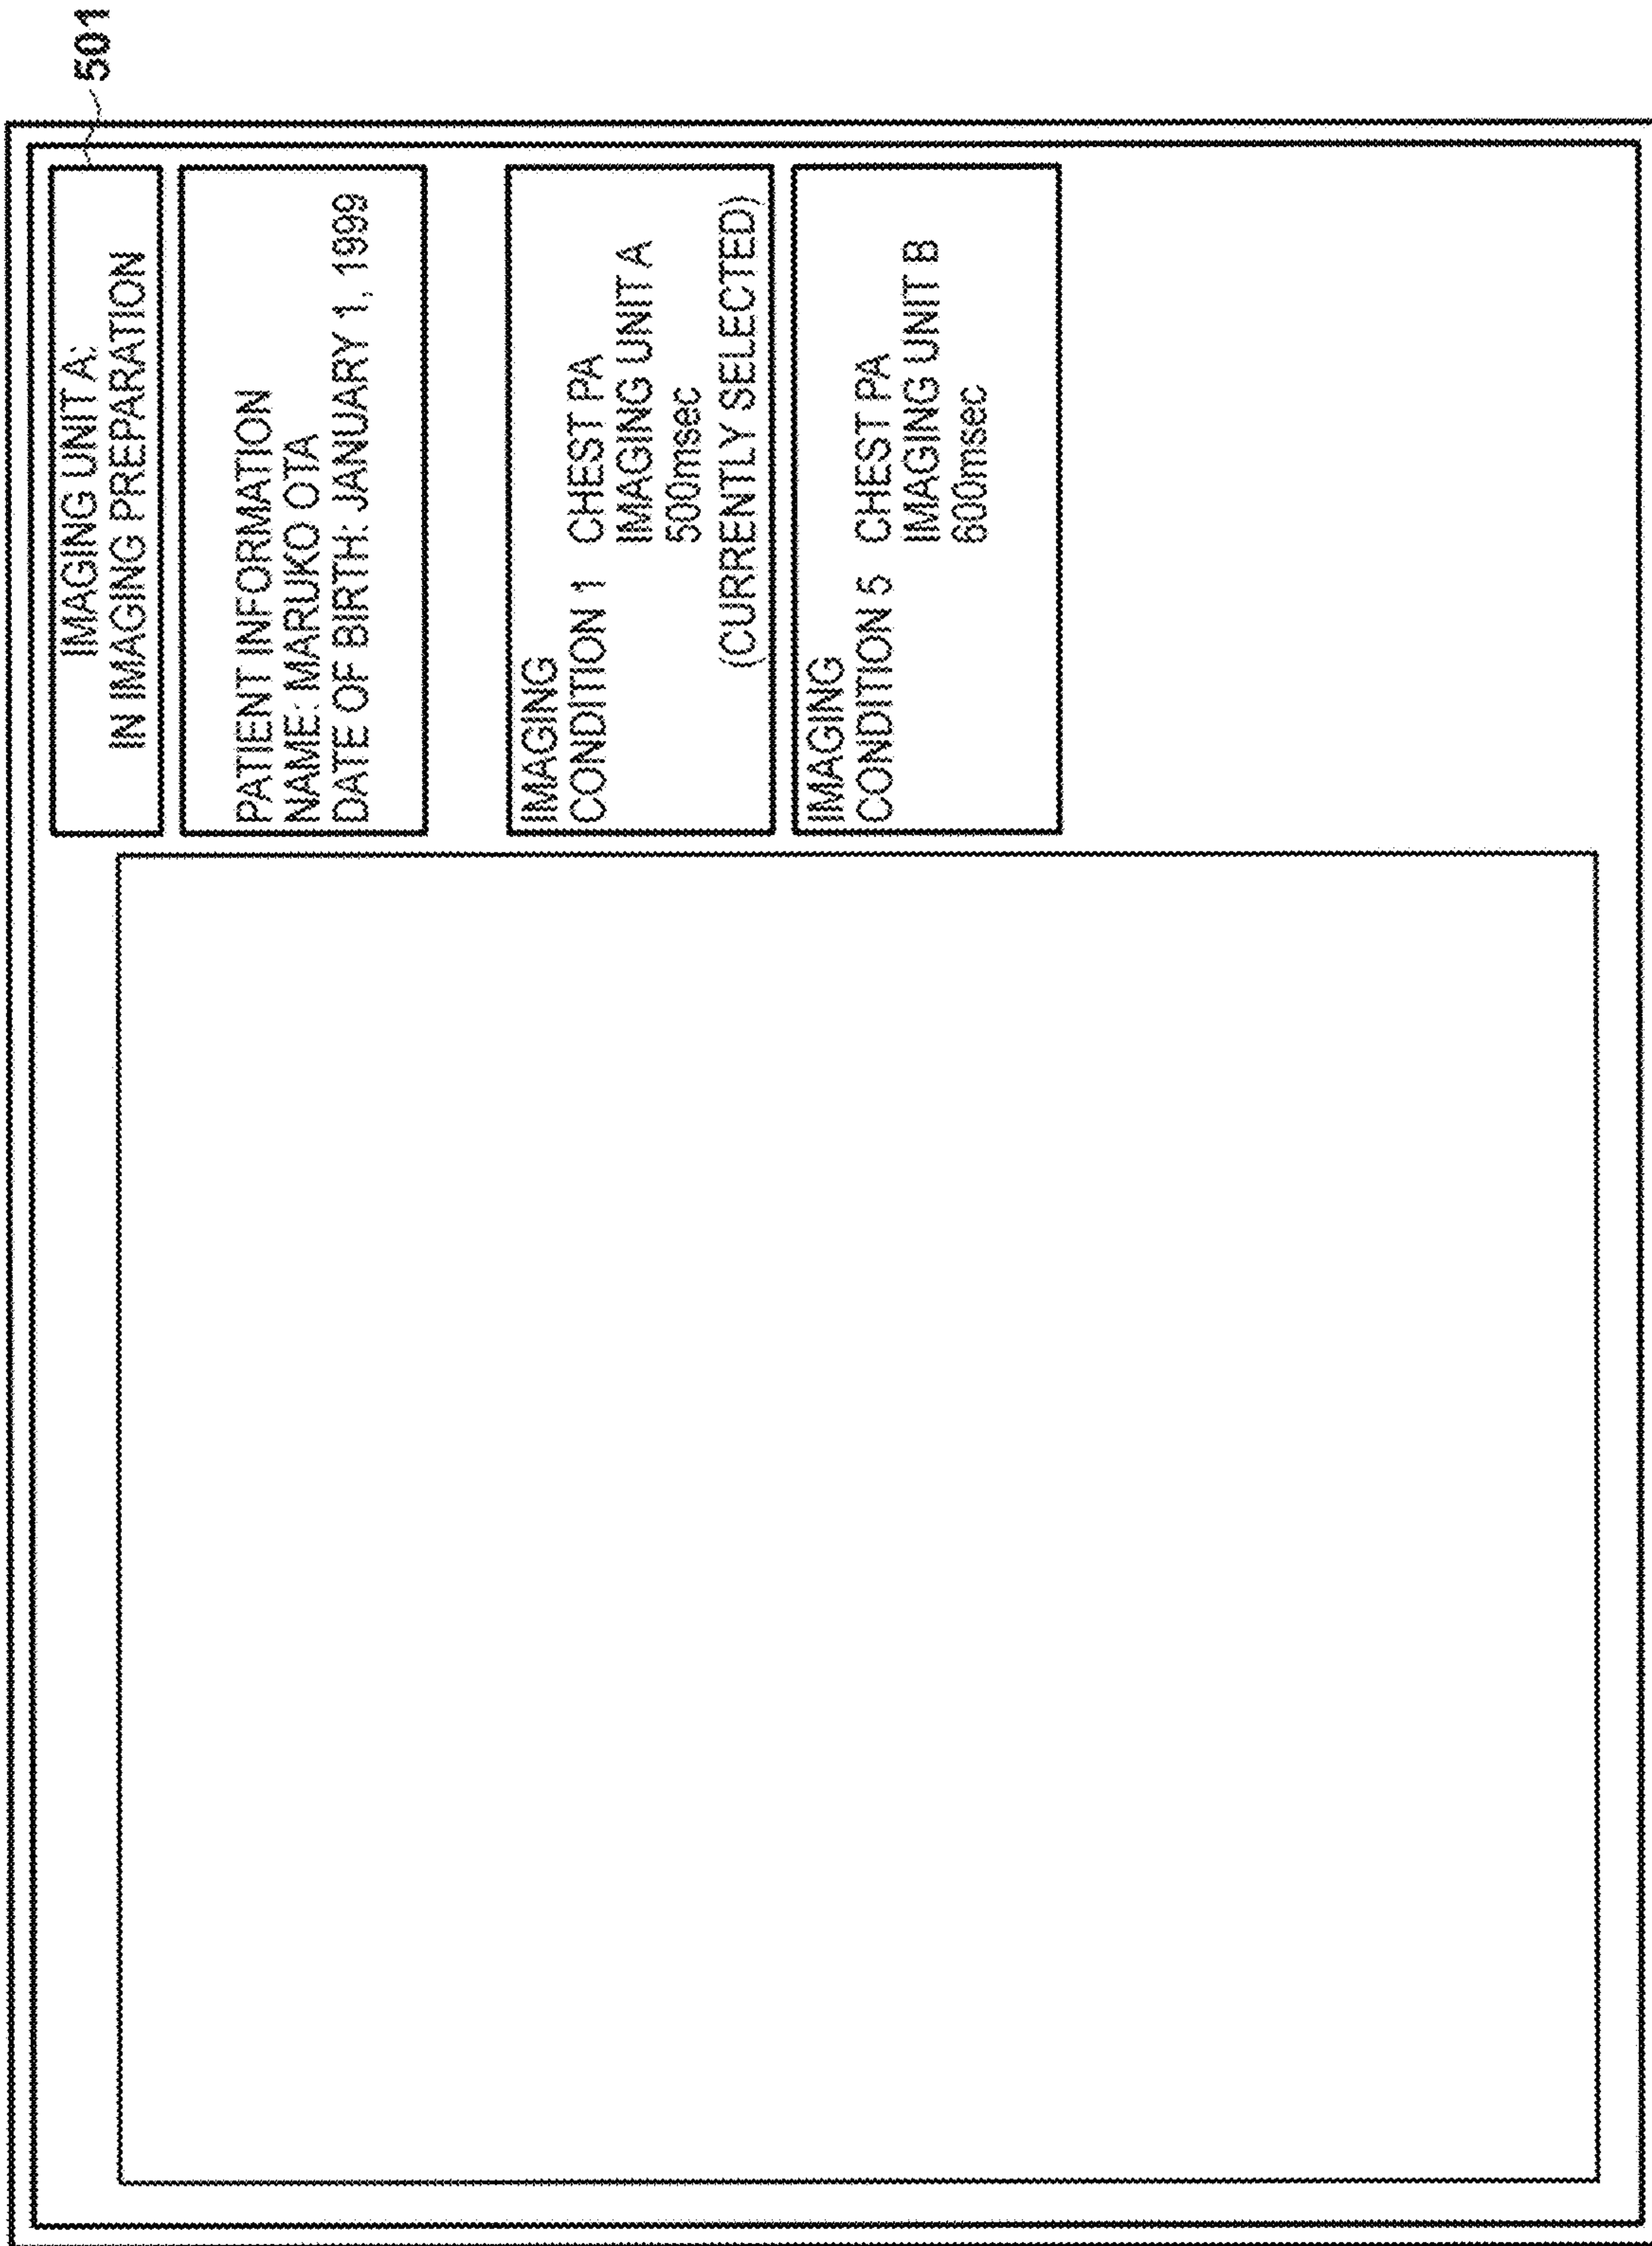 501
IMAGING UNIT A:
IN IMAGING PREPARATION
PATIENT INFORMATION
NAME: MARUKO OTA
DATE OF BIRTH: JANUARY 1, 1999
IMAGING
CONDITION 1 CHEST PA
IMAGING UNIT A
500msec
(CURRENTLY SELECTED)
IMAGING
CONDITION 5 CHEST PA
IMAGING UNIT B
600msec